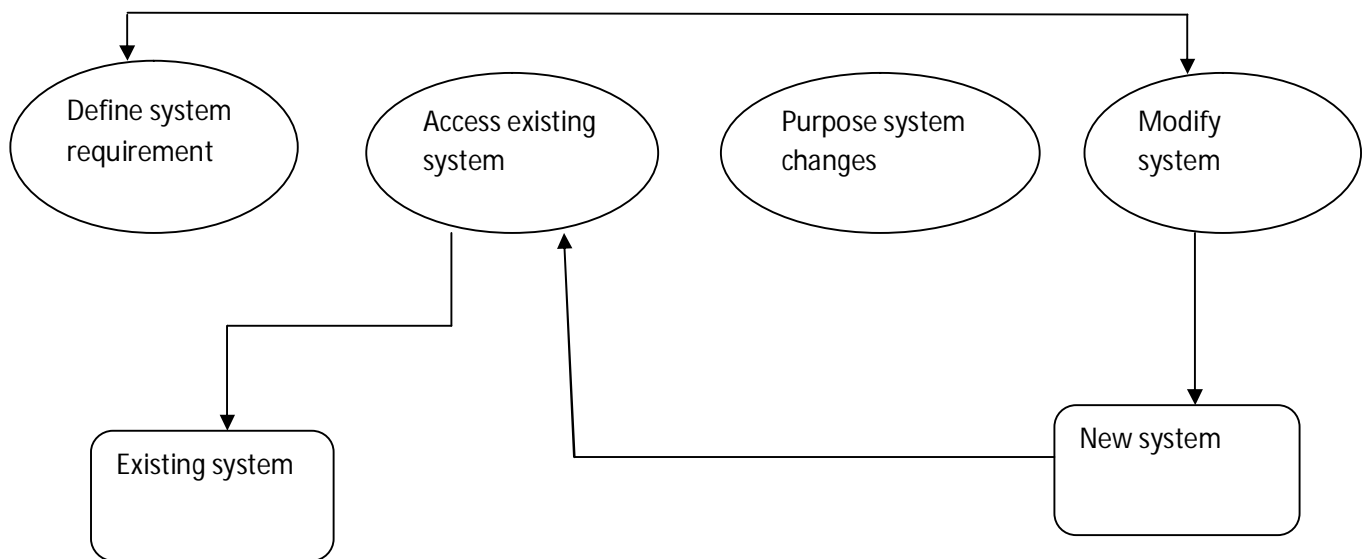 Define system
requirement
Access existing
system
Purpose system
changes
Modify
system
Existing system
New system